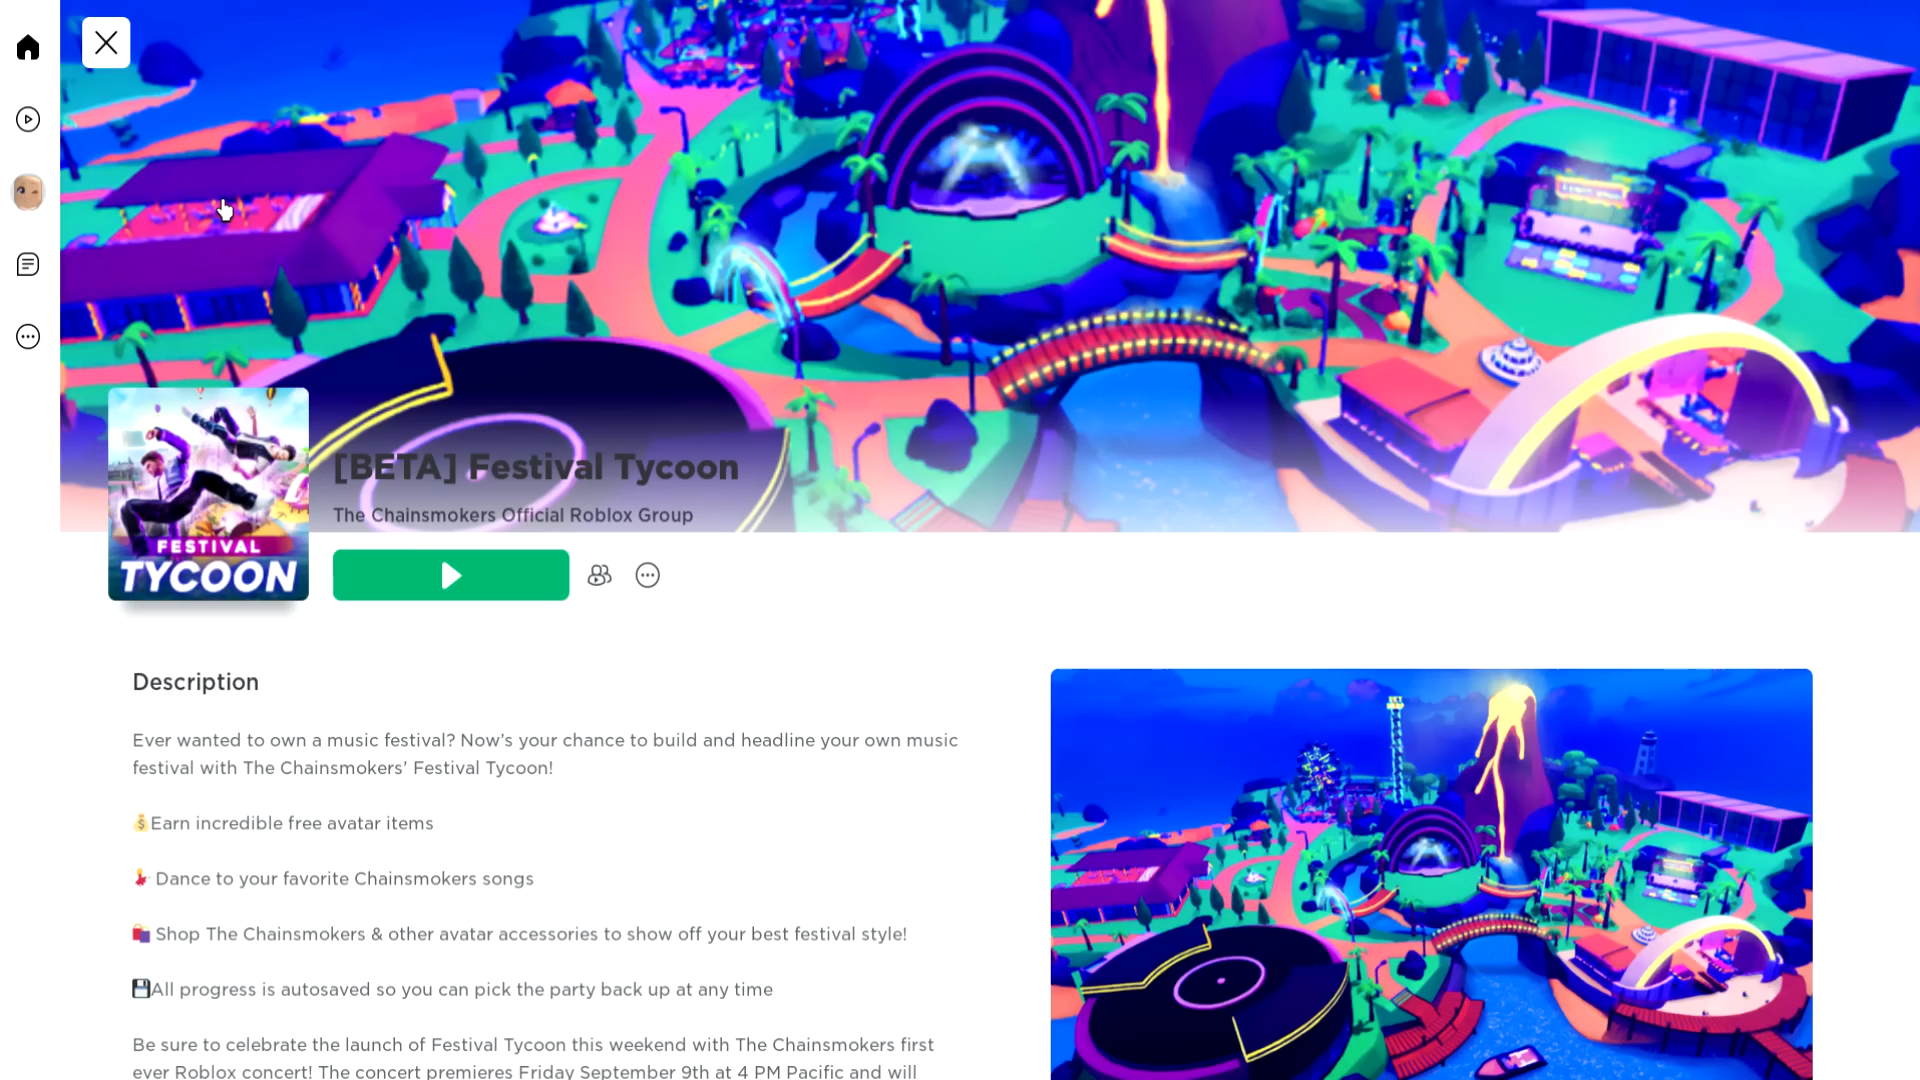 [BETA] Festival Tycoon
The Chainsmokers Official Roblox Group
FESTIVAL
TYCOON
Description
Ever wanted to own a music festival? Now’s your chance to build and headline your own music
festival with The Chainsmokers’ Festival Tycoon!
💰Earn incredible free avatar items
💃 Dance to your favorite Chainsmokers songs
🛍️ Shop The Chainsmokers & other avatar accessories to show off your best festival style!
💾All progress is autosaved so you can pick the party back up at any time
Be sure to celebrate the launch of Festival Tycoon this weekend with The Chainsmokers first
ever Roblox concert! The concert premieres Friday September 9th at 4 PM Pacific and will